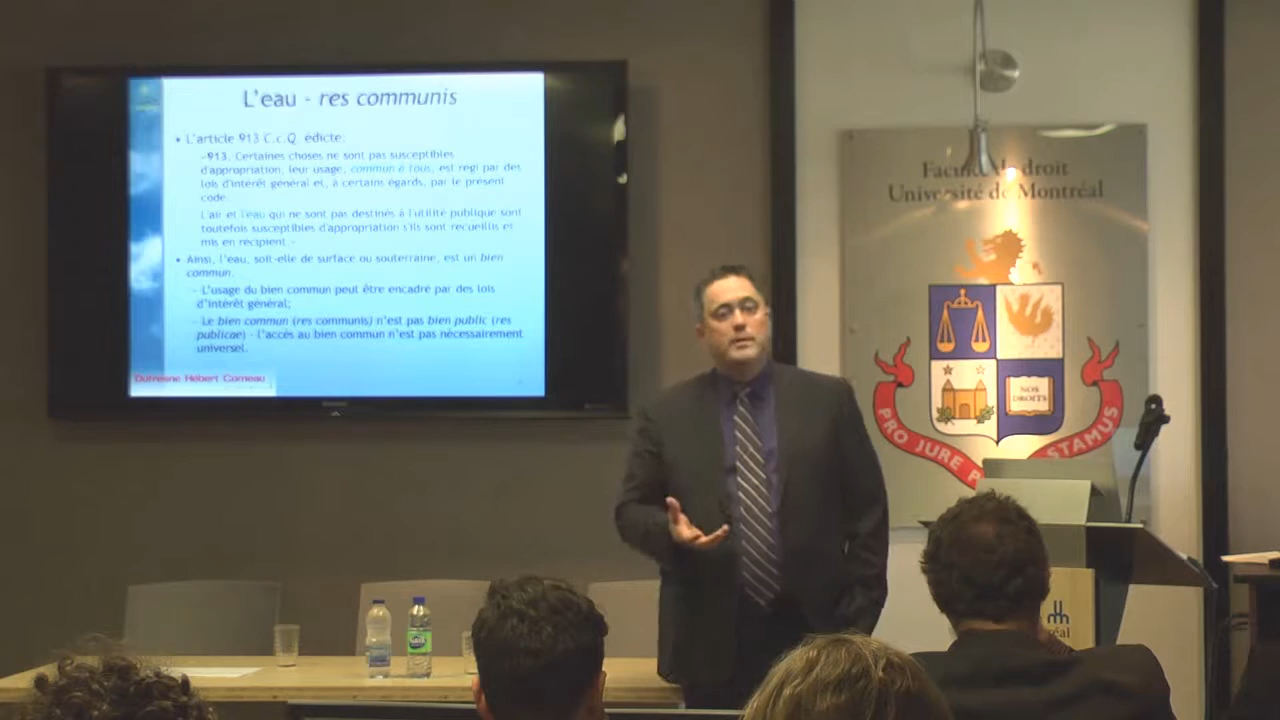 L'eau - res communis
• L'article 913 C.c.Q. édicte:
–913. Certaines choses ne sont pas susceptibles
d'appropriation; leur usage, commun à tous, est régi par des
lois d'intérêt général et, à certains égards, par le présent
code.
L'air et l'eau qui ne sont pas destinés à l'utilité publique sont
toutefois susceptibles d'appropriation s'ils sont recueillis et
mis en récipient.
• Ainsi, l'eau, soit-elle de surface ou souterraine, est un bien
commun.
– L'usage du bien commun peut être encadré par des lois
d'intérêt général;
– Le bien commun (res communis) n'est pas bien public (res
publicae) - l'accès au bien commun n'est pas nécessairement
universel.
Dufresne Hébert Comeau
Faculté de droit
Université de Montréal
NOS
DROITS
PRO JURE
STAMUS